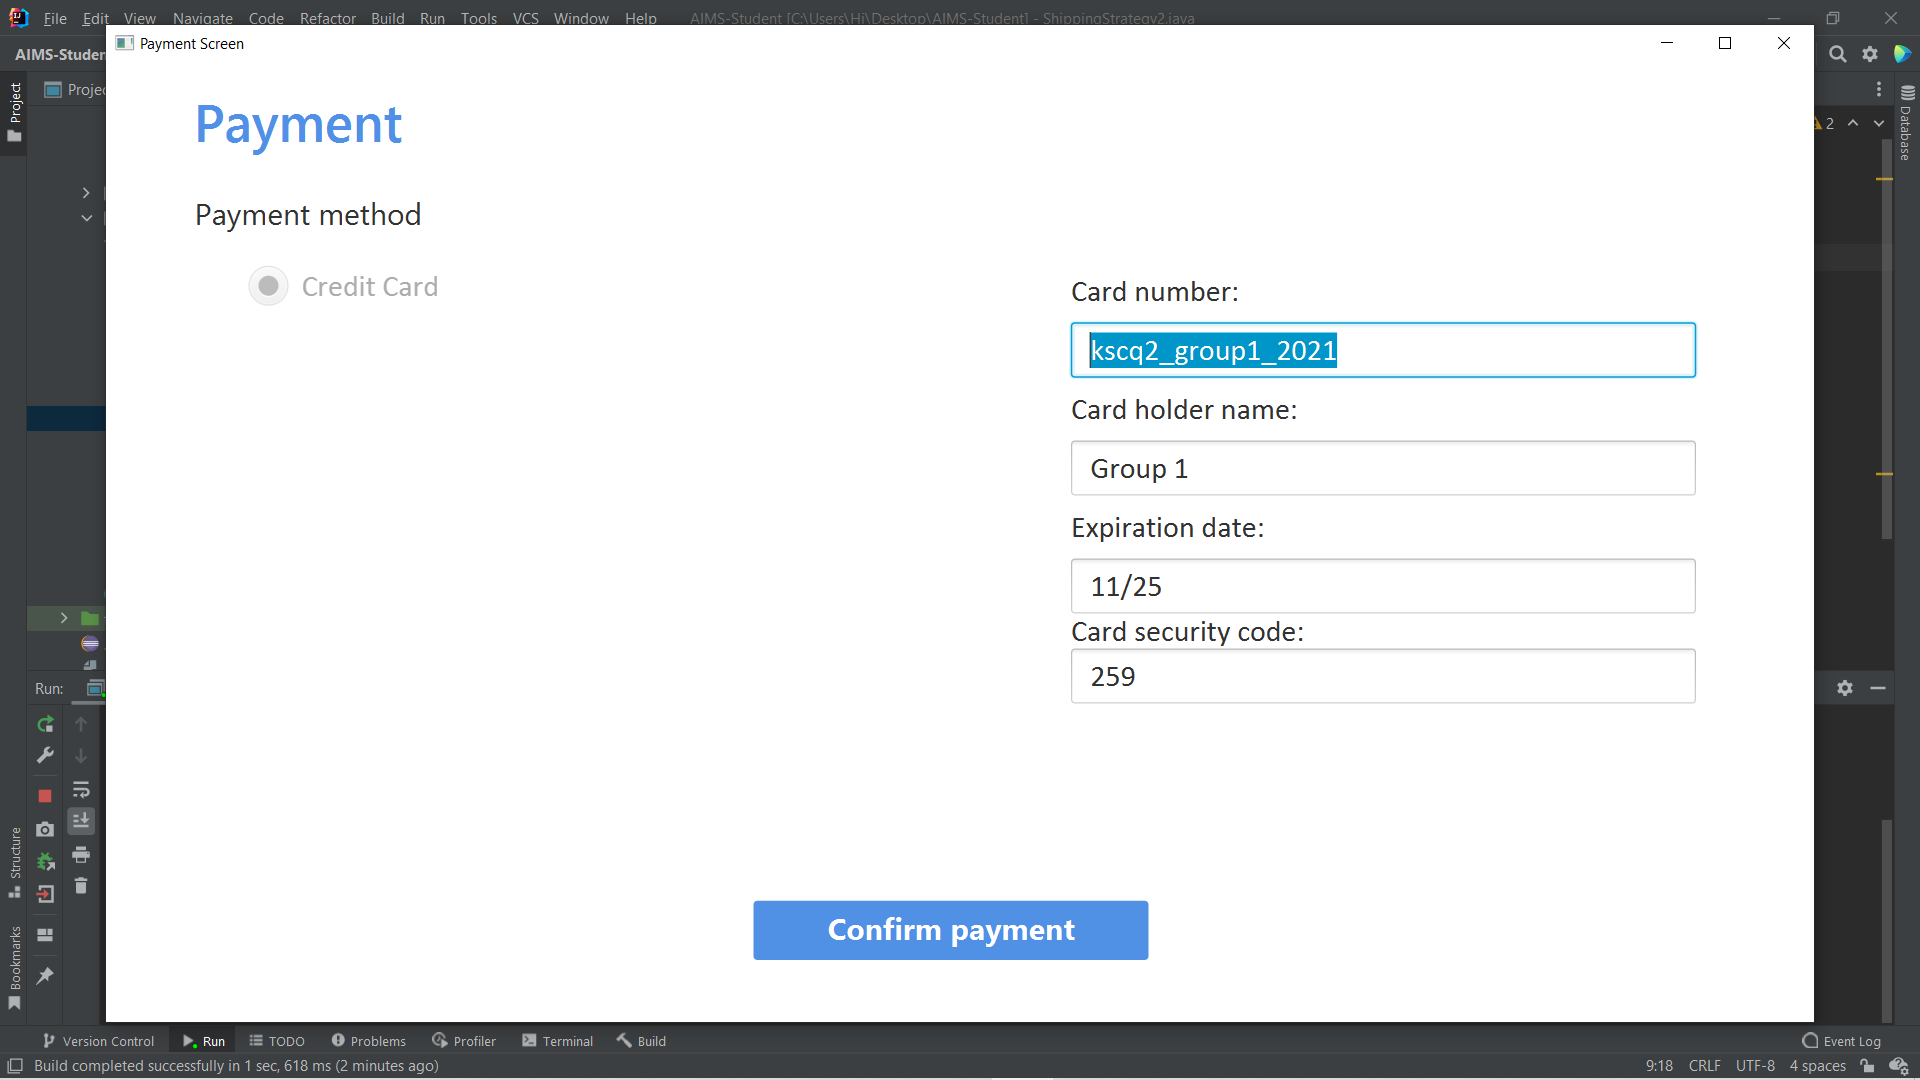 File Edit View Navigate Code Refactor Build Run Tools VCS Window Help AIMS-Student [C:\Users\Hi\Desktop\AIMS-Student] - ShippingStrategy2.java
Payment Screen
Project
2
Database
Payment
Payment method
Credit Card
Card number:
kscq2_group1_2021
Card holder name:
Group 1
Expiration date:
11/25
Card security code:
259
Confirm payment
Run:
Structure
Bookmarks
Version Control Run TODO Problems Profiler Terminal Build Event Log
Build completed successfully in 1 sec, 618 ms (2 minutes ago) 9:18 CRLF UTF-8 4 spaces